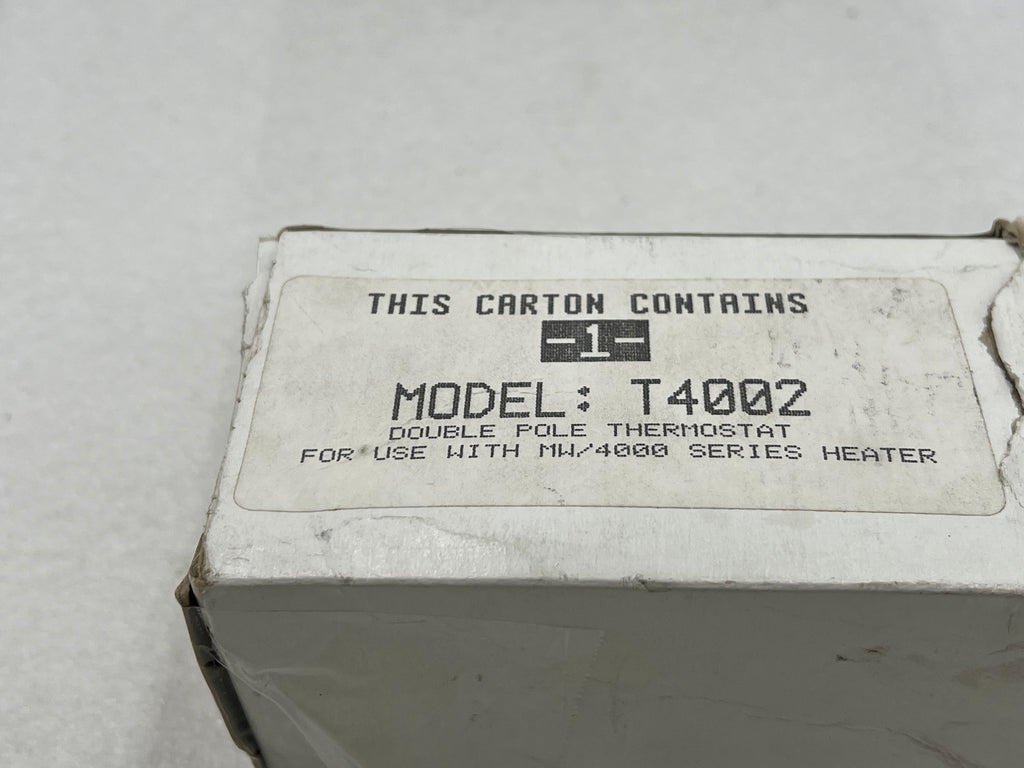 THIS CARTON CONTAINS
-1-
MODEL: T4002
DOUBLE POLE THERMOSTAT
FOR USE WITH MW/4000 SERIES HEATER